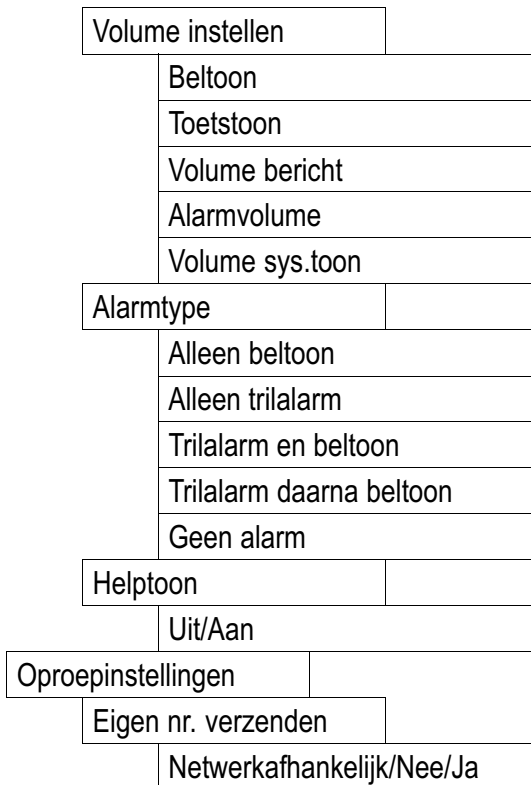 Volume instellen
Beltoon
Toetstoon
Volume bericht
Alarmvolume
Volume sys.toon
Alarmtype
Alleen beltoon
Alleen trilalarm
Trilalarm en beltoon
Trilalarm daarna beltoon
Geen alarm
Helptoon
Uit/Aan
Oproepinstellingen
Eigen nr. verzenden
Netwerkafhankelijk/Nee/Ja